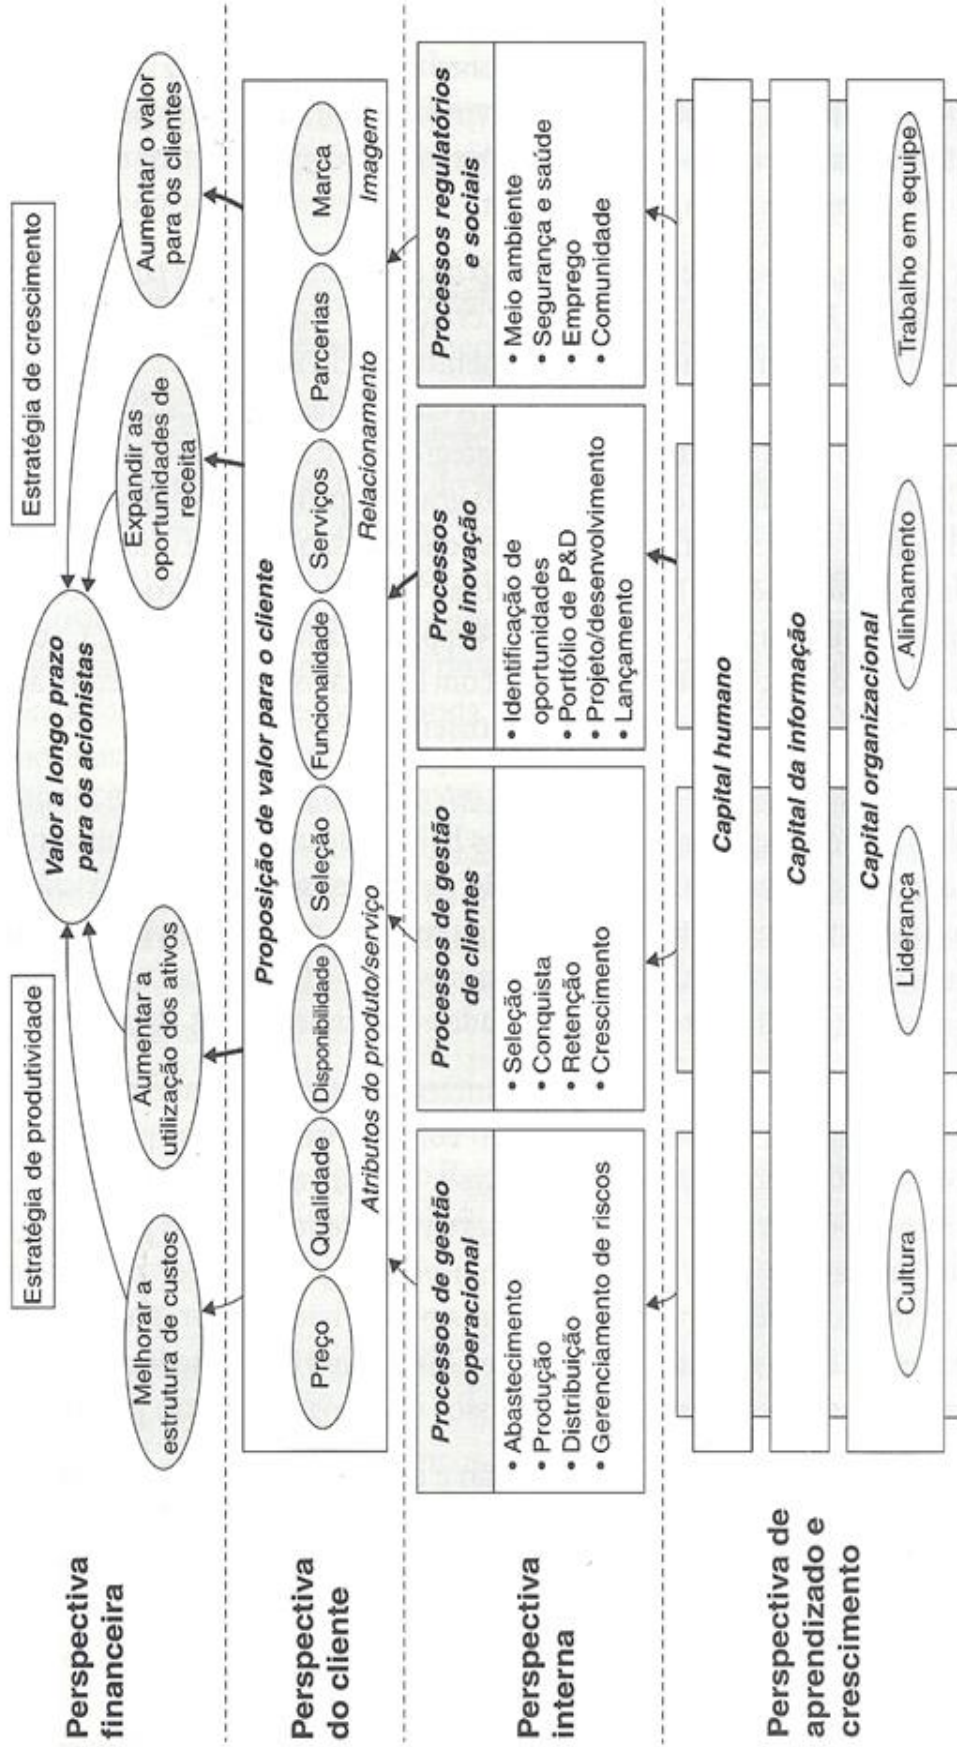 Estratégia de produtividade
Estratégia de crescimento
Perspectiva
financeira
Valor a longo prazo
para os acionistas
Melhorar a
estrutura de custos
Aumentar a
utilização dos ativos
Expandir as
oportunidades de
receita
Aumentar o valor
para os clientes
Perspectiva
do cliente
Proposição de valor para o cliente
Preço
Qualidade
Disponibilidade
Seleção
Funcionalidade
Serviços
Parcerias
Marca
Atributos do produto/serviço
Relacionamento
Imagem
Perspectiva
interna
Processos de gestão
operacional
• Abastecimento
• Produção
• Distribuição
• Gerenciamento de riscos
Processos de gestão
de clientes
• Seleção
• Conquista
• Retenção
• Crescimento
Processos
de inovação
• Identificação de
oportunidades
• Portfólio de P&D
• Projeto/desenvolvimento
• Lançamento
Processos regulatórios
e sociais
• Meio ambiente
• Segurança e saúde
• Emprego
• Comunidade
Perspectiva de
aprendizado e
crescimento
Capital humano
Capital da informação
Capital organizacional
Cultura
Liderança
Alinhamento
Trabalho em equipe